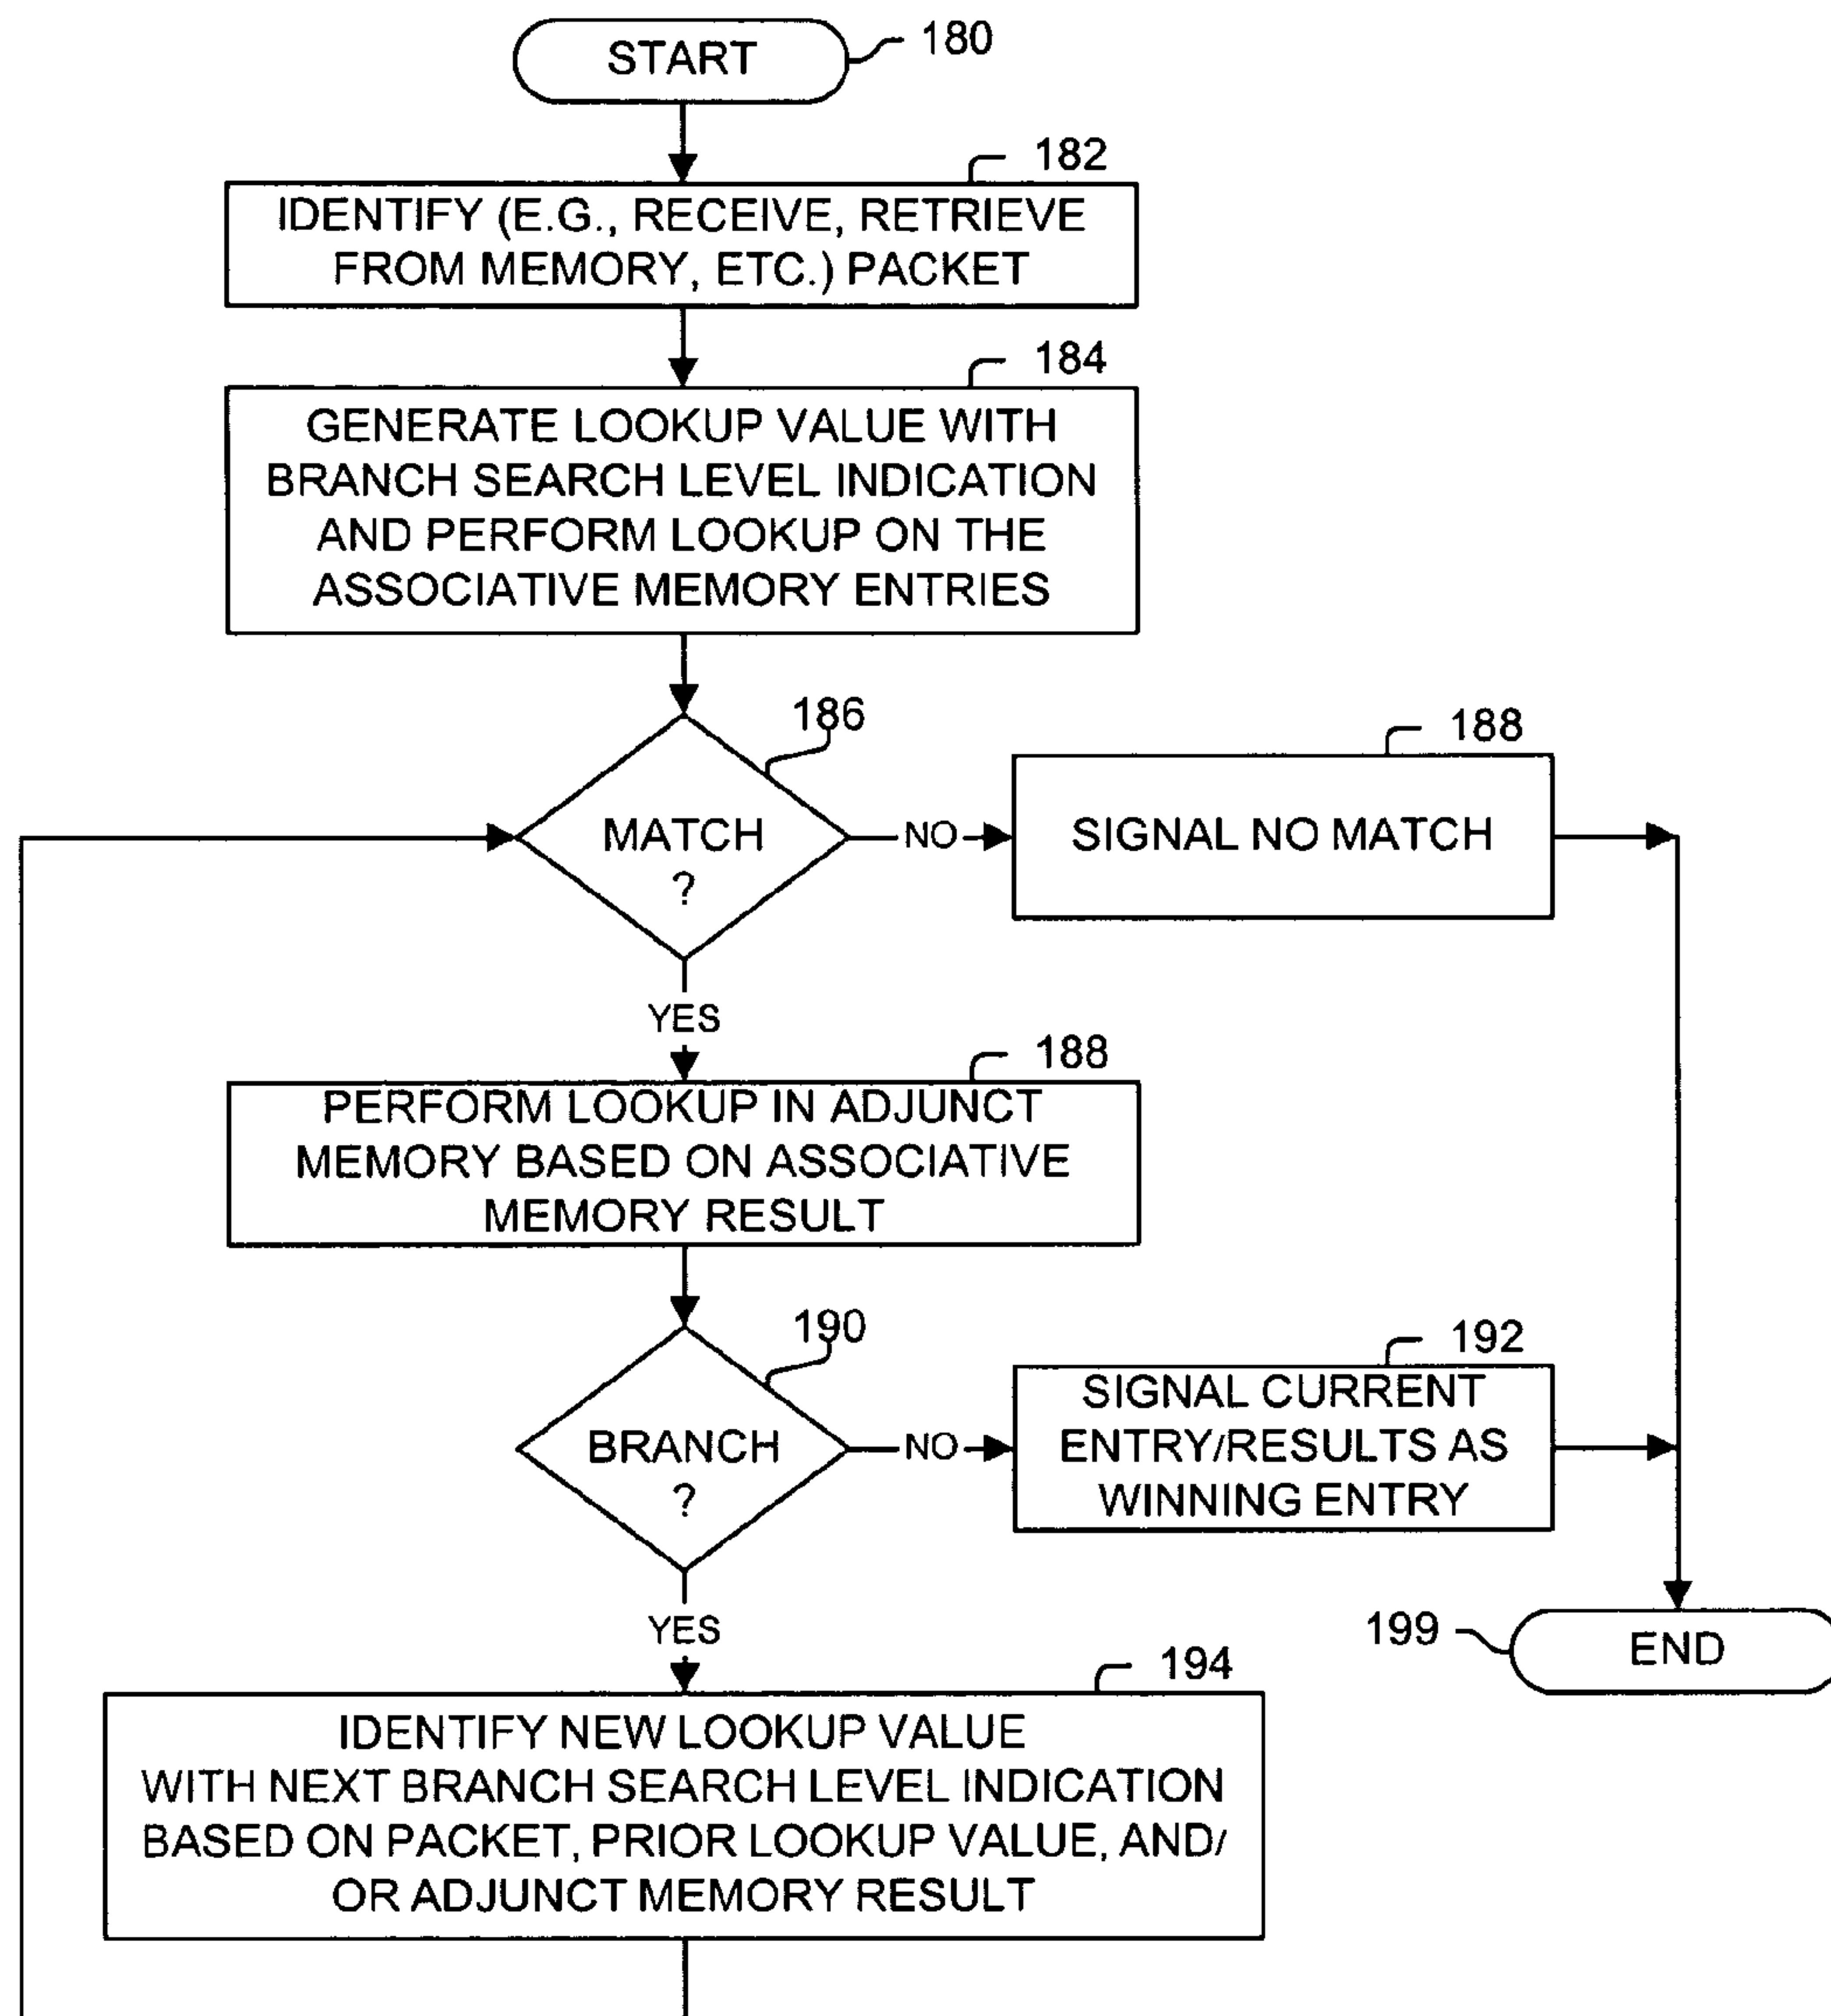 START
180
182
IDENTIFY (E.G., RECEIVE, RETRIEVE
FROM MEMORY, ETC.) PACKET
184
GENERATE LOOKUP VALUE WITH
BRANCH SEARCH LEVEL INDICATION
AND PERFORM LOOKUP ON THE
ASSOCIATIVE MEMORY ENTRIES
186
MATCH
?
NO
188
SIGNAL NO MATCH
YES
188
PERFORM LOOKUP IN ADJUNCT
MEMORY BASED ON ASSOCIATIVE
MEMORY RESULT
190
BRANCH
?
NO
192
SIGNAL CURRENT
ENTRY/RESULTS AS
WINNING ENTRY
YES
199
END
194
IDENTIFY NEW LOOKUP VALUE
WITH NEXT BRANCH SEARCH LEVEL INDICATION
BASED ON PACKET, PRIOR LOOKUP VALUE, AND/
OR ADJUNCT MEMORY RESULT